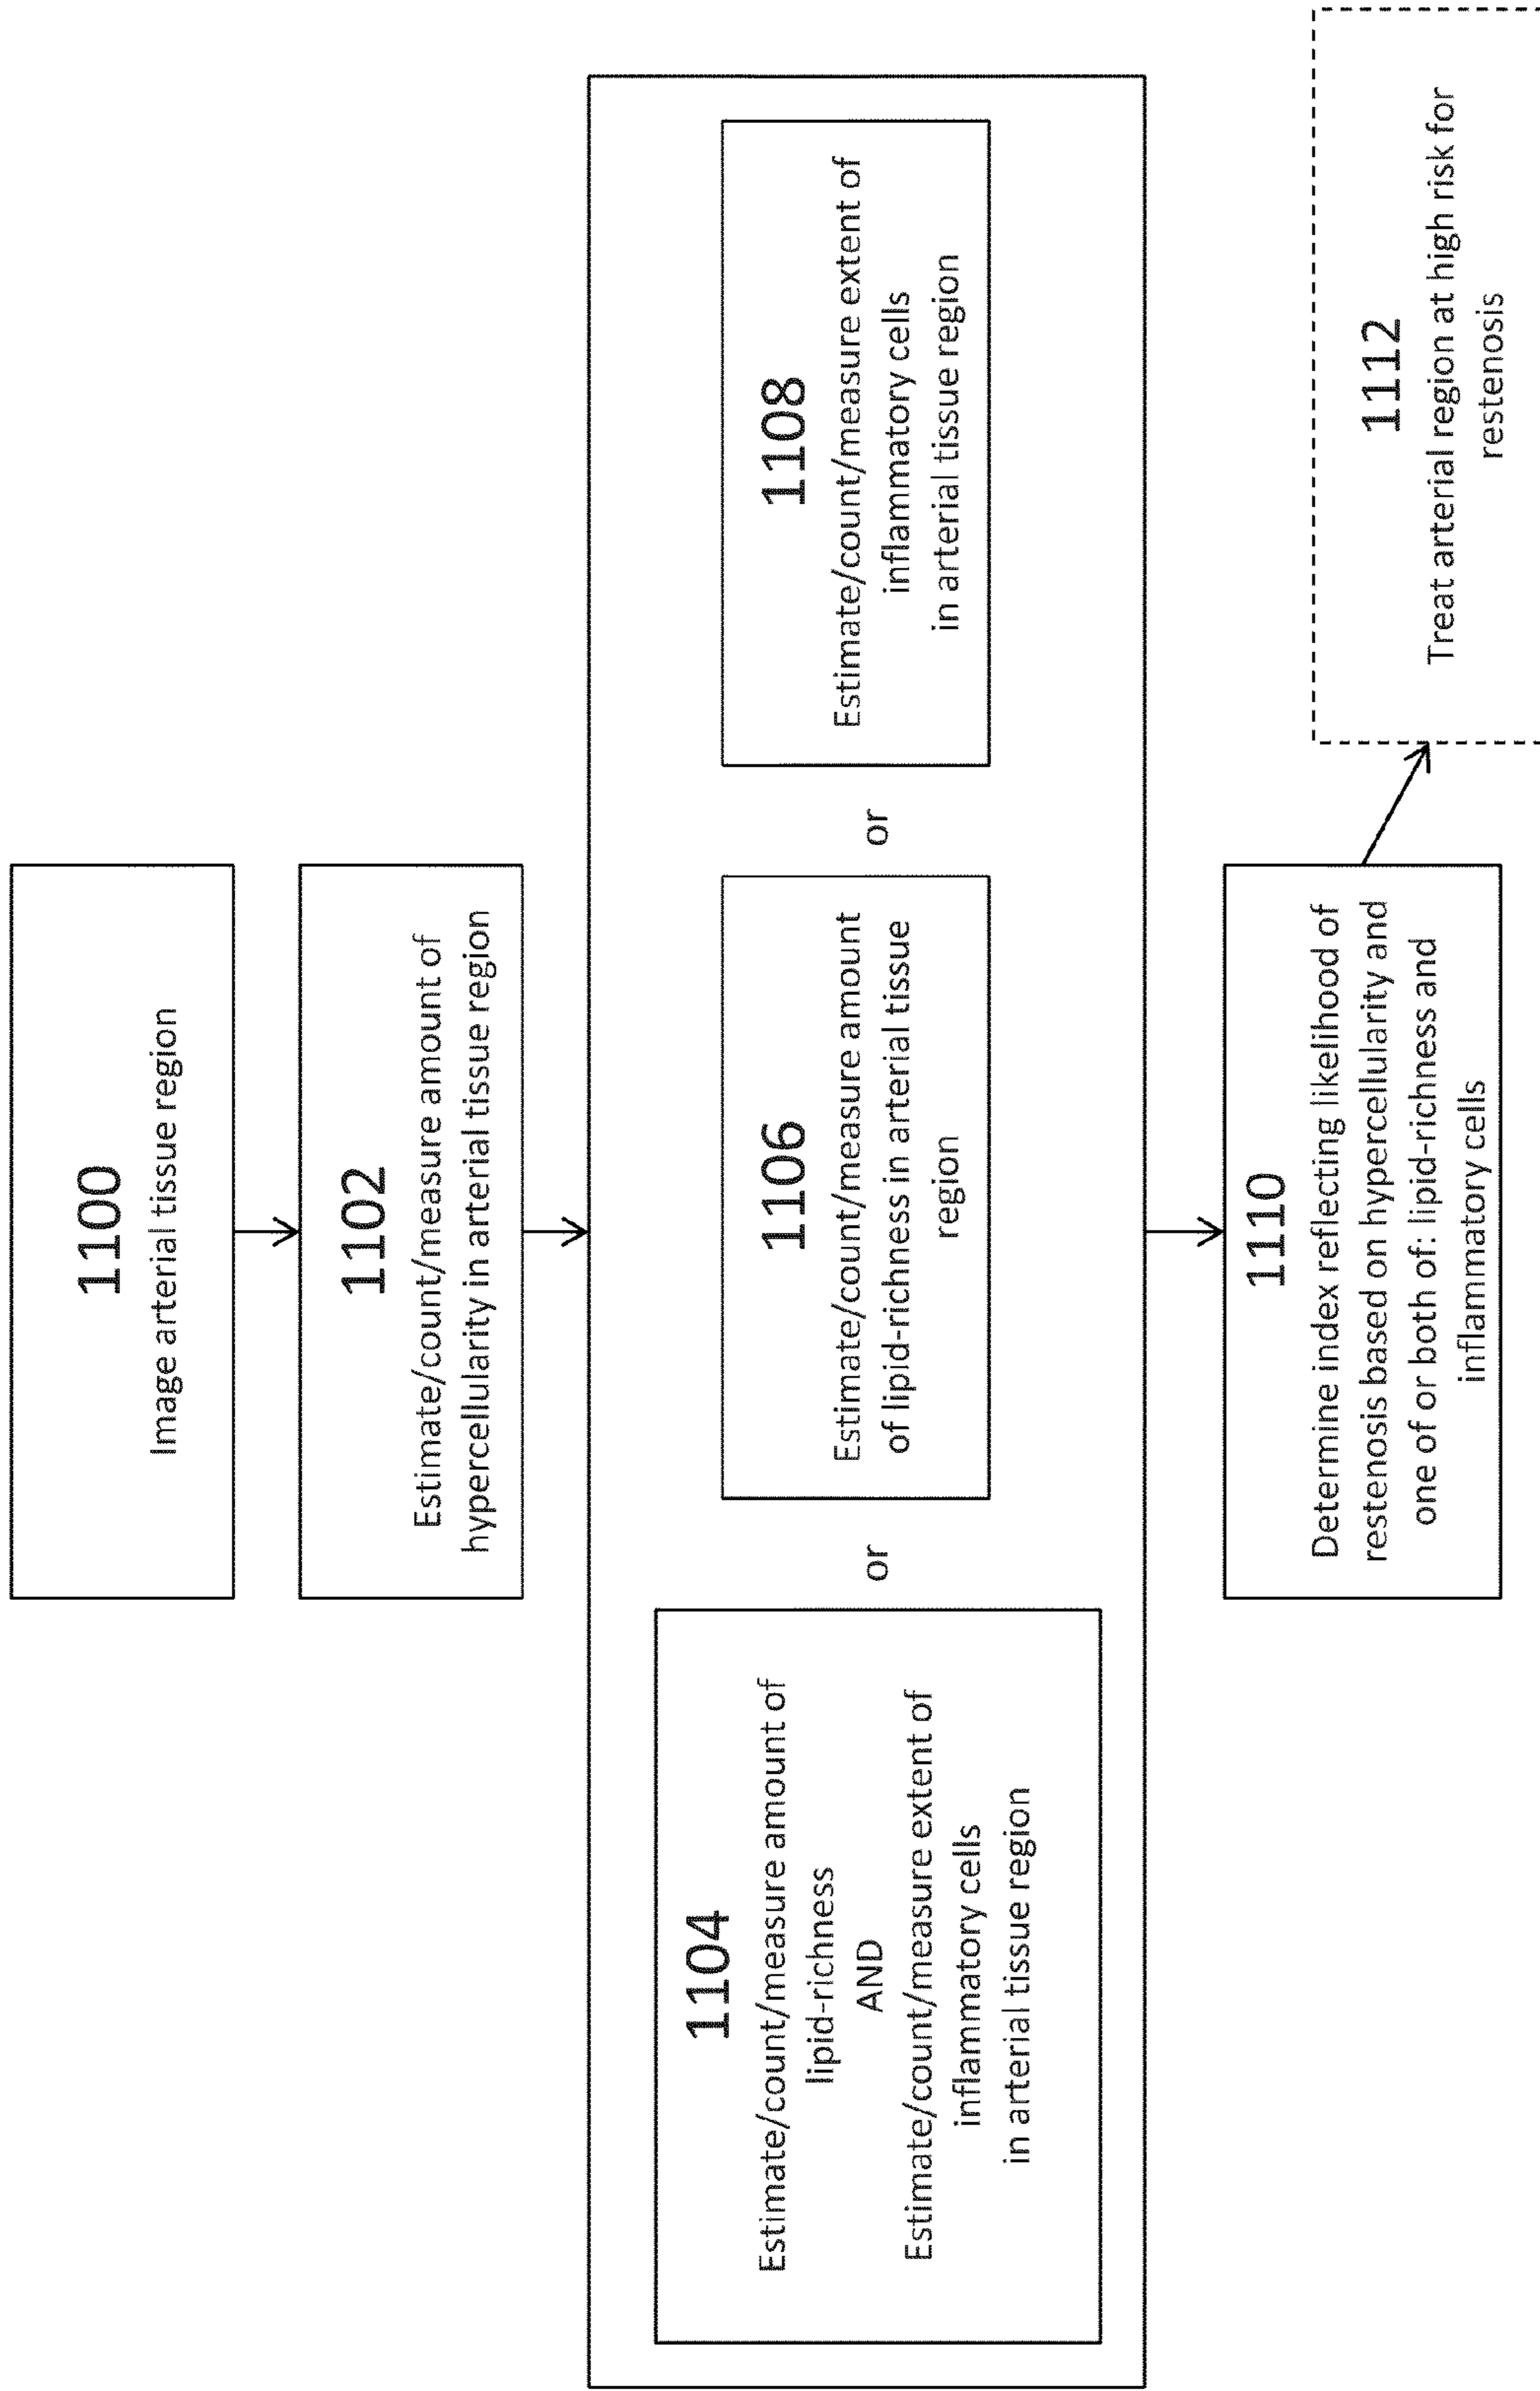 1100
Image arterial tissue region
1102
Estimate/count/measure amount of
hypercellularity in arterial tissue region
1104
Estimate/count/measure amount of
lipid-richness
AND
Estimate/count/measure extent of
inflammatory cells
in arterial tissue region
or
1106
Estimate/count/measure amount
of lipid-richness in arterial tissue
region
or
1108
Estimate/count/measure extent of
inflammatory cells
in arterial tissue region
1110
Determine index reflecting likelihood of
restenosis based on hypercellularity and
one of or both of: lipid-richness and
inflammatory cells
1112
Treat arterial region at high risk for
restenosis